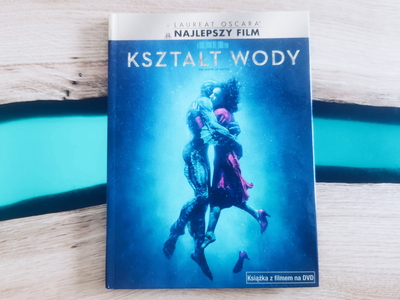 LAUREAT OSCARA
NAJLEPSZY FILM
KSZTAŁT WODY
Książka z filmem na DVD